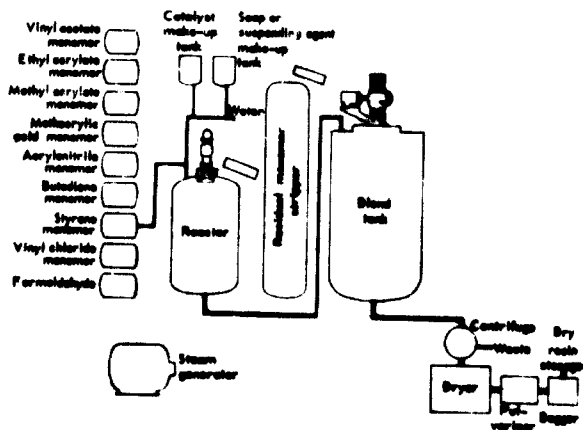 Vinyl acetate
monomer
Ethyl acrylate
monomer
Methyl acrylate
monomer
Methacrylic
monomer
Acrylonitrile
monomer
Butadiene
monomer
Styrene
monomer
Vinyl chloride
monomer
Formaldehyde
Catalyst
make-up
tank
Soap or
suspending agent
make-up
tank
Water
Reactor
Residual monomer
stripper
Blend
tank
Steam
generator
Centrifuge
Waste
Dryer
Pul-
verizer
Bagger
Dry
resin
storage